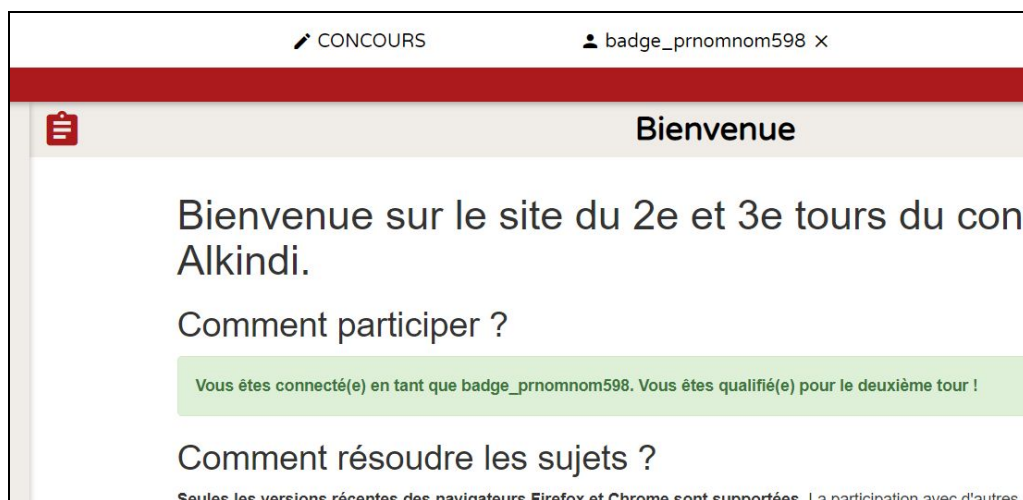 CONCOURS
badge_prnomnom598 ×
Bienvenue
Bienvenue sur le site du 2e et 3e tours du con
Alkindi.
Comment participer ?
Vous êtes connecté(e) en tant que badge_prnomnom598. Vous êtes qualifié(e) pour le deuxième tour !
Comment résoudre les sujets ?
Seules les versions récentes des navigateurs Firefox et Chrome sont supportées. La participation avec d'autres